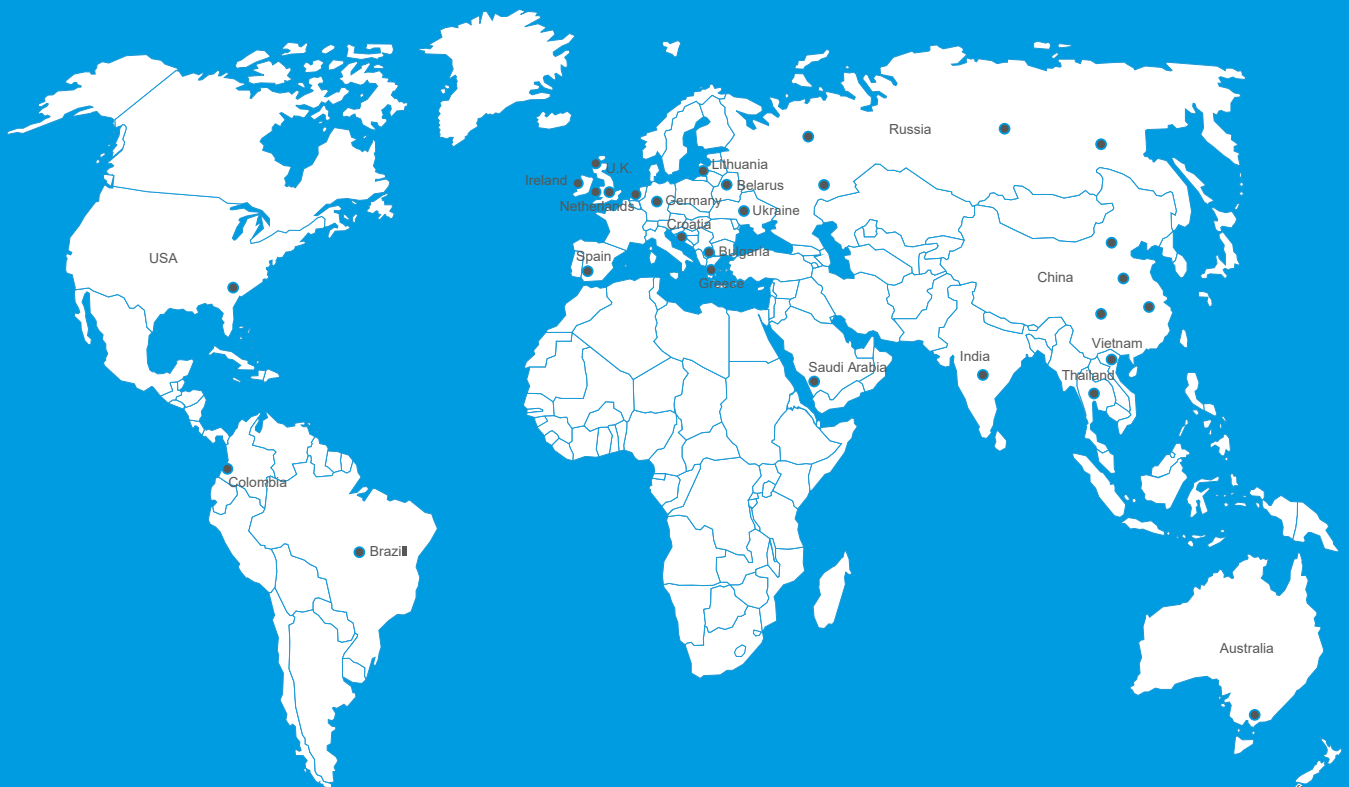 Russia
Lithuania
U.K.
Ireland
Belarus
Germany
Netherlands
Ukraine
Croatia
Bulgaria
Spain
USA
China
Greece
Vietnam
India
Saudi Arabia
Thailand
Colombia
Brazil
Australia